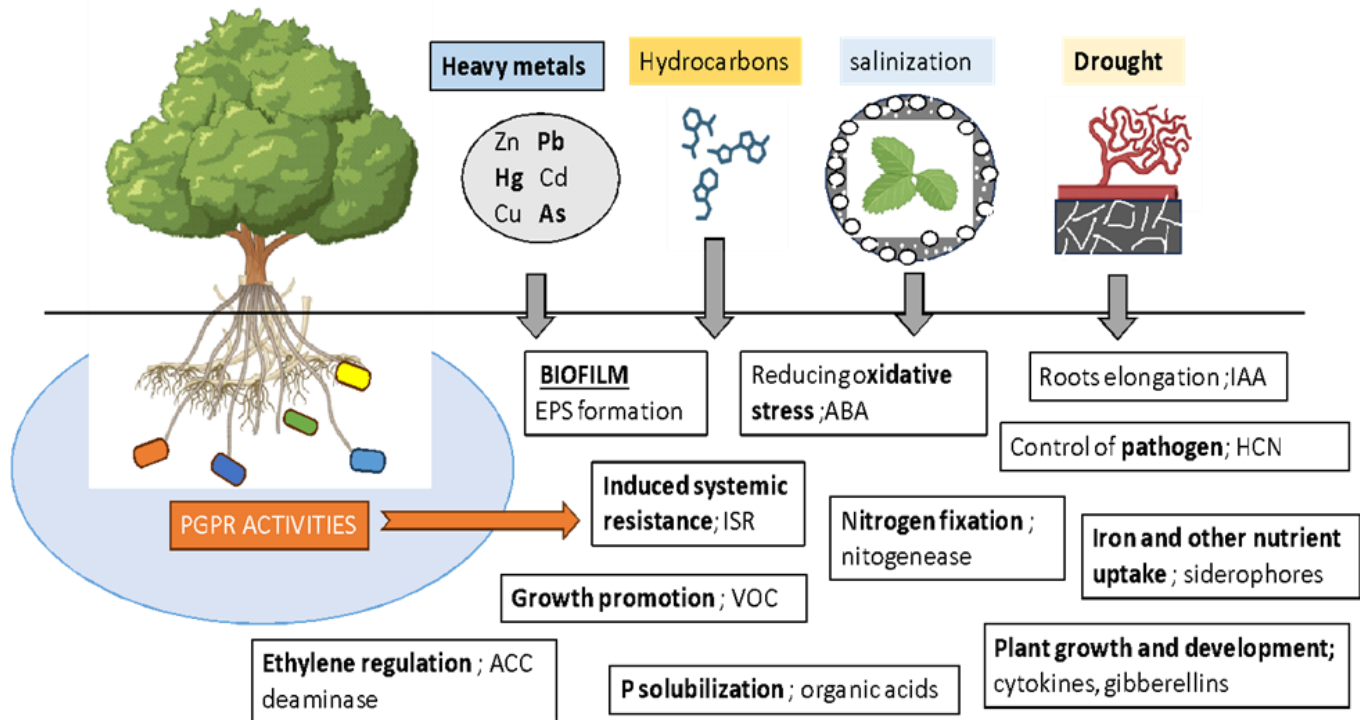 Heavy metals
Hydrocarbons
salinization
Drought
Zn Pb
Hg Cd
Cu As
BIOFILM
EPS formation
Reducing oxidative
stress ;ABA
Roots elongation ;IAA
Control of pathogen; HCN
PGPR ACTIVITIES
Induced systemic
resistance; ISR
Nitrogen fixation ;
nitogenease
Iron and other nutrient
uptake ; siderophores
Growth promotion ; VOC
Ethylene regulation ; ACC
deaminase
P solubilization ; organic acids
Plant growth and development;
cytokines, gibberellins